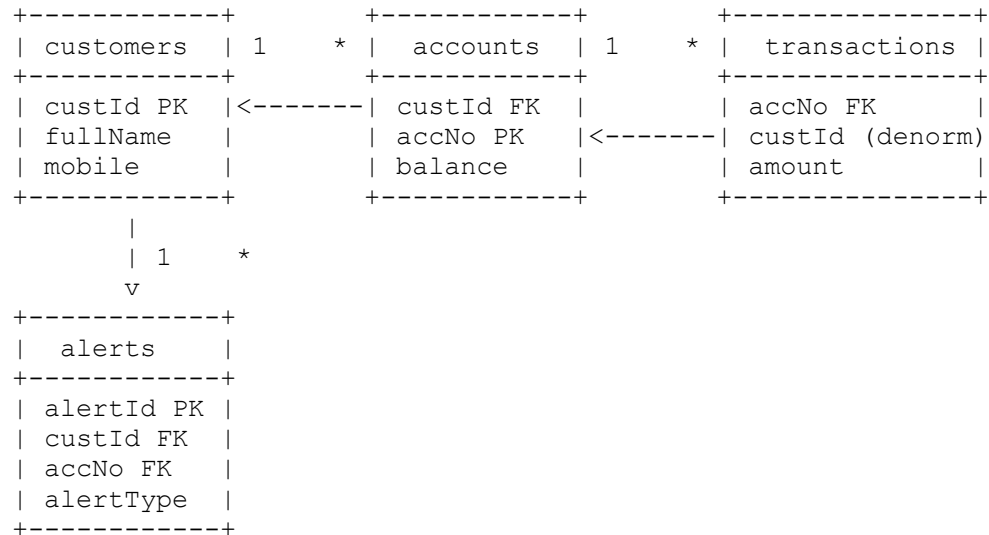 +------------+         +------------+         +---------------+
| customers  | 1     * |  accounts  | 1     * |  transactions |
+------------+         +------------+         +---------------+
| custId PK  |<--------| custId FK  |         | accNo FK      |
| fullName   |         | accNo PK   |<--------| custId (denorm)
| mobile     |         | balance    |         | amount        |
+------------+         +------------+         +---------------+
       |
       | 1     *
       v
+------------+
|  alerts    |
+------------+
| alertId PK |
| custId FK  |
| accNo FK   |
| alertType  |
+------------+